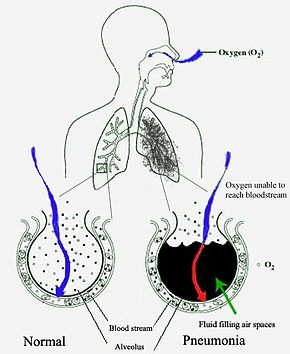 Oxygen (O₂)
Oxygen unable to
reach bloodstream
O₂
Fluid filling air spaces
Blood stream
Alveolus
Normal
Pneumonia